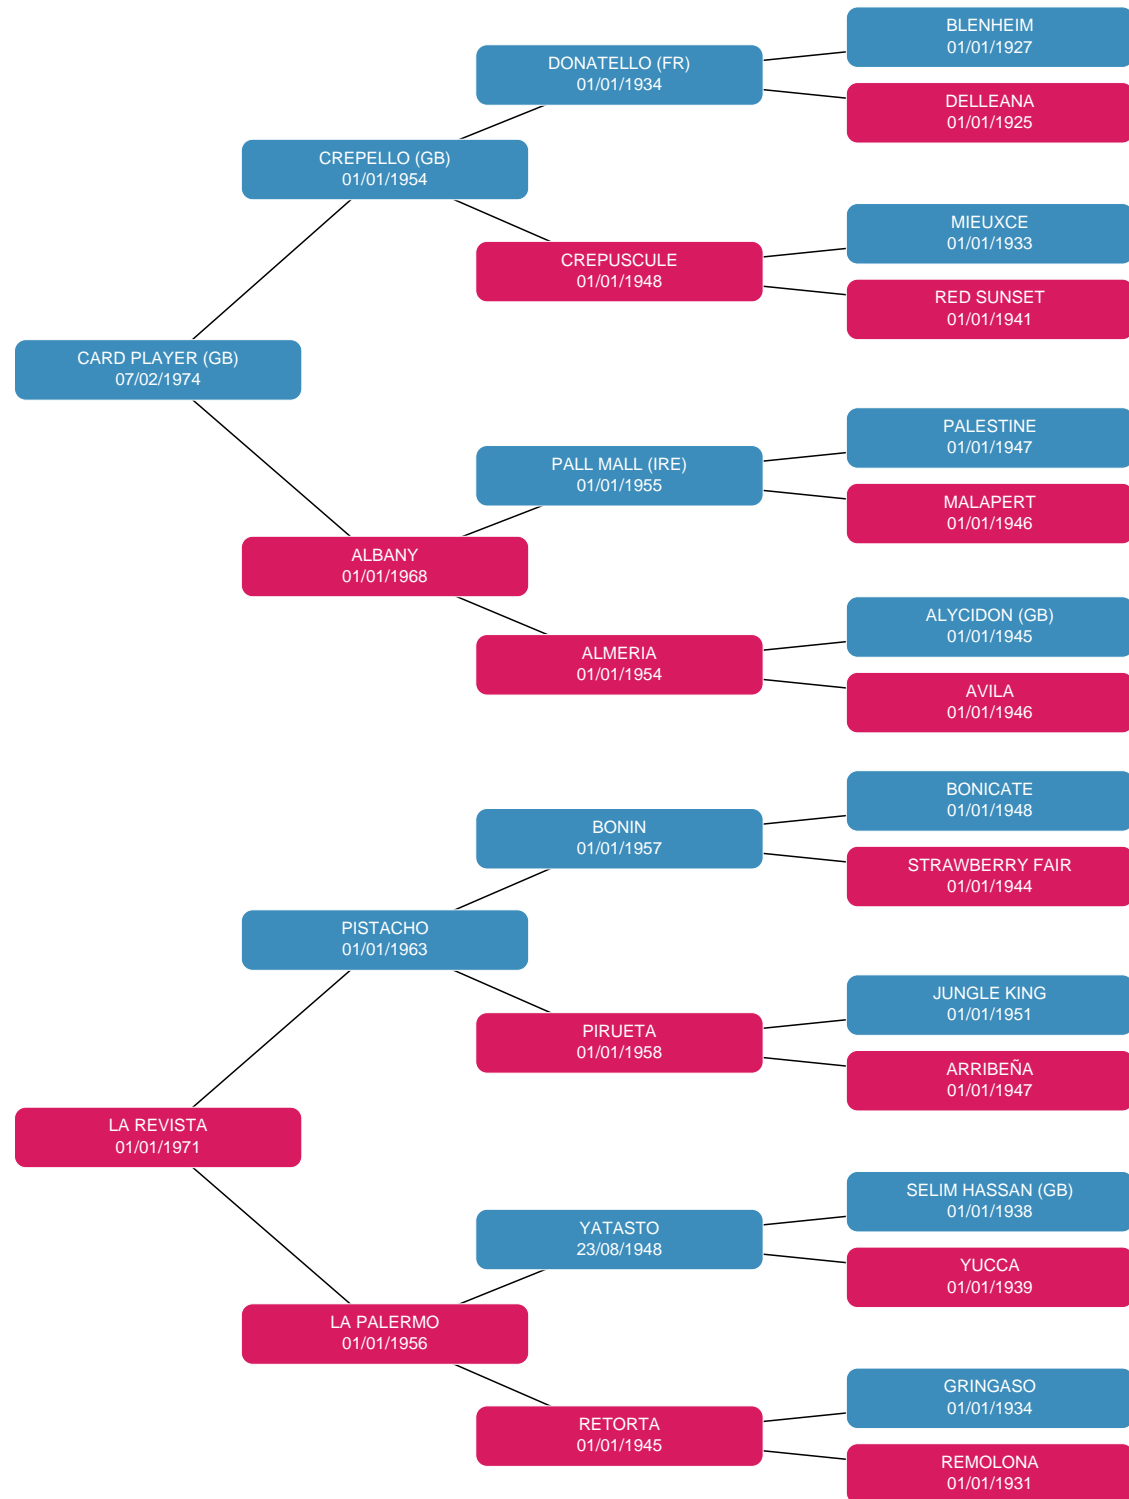 BLENHEIM
01/01/1927
DONATELLO (FR)
01/01/1934
DELLEANA
01/01/1925
CREPELLO (GB)
01/01/1954
MIEUXCE
01/01/1933
CREPUSCULE
01/01/1948
RED SUNSET
01/01/1941
CARD PLAYER (GB)
07/02/1974
PALESTINE
01/01/1947
PALL MALL (IRE)
01/01/1955
MALAPERT
01/01/1946
ALBANY
01/01/1968
ALYCIDON (GB)
01/01/1945
ALMERIA
01/01/1954
AVILA
01/01/1946
BONICATE
01/01/1948
BONIN
01/01/1957
STRAWBERRY FAIR
01/01/1944
PISTACHO
01/01/1963
JUNGLE KING
01/01/1951
PIRUETA
01/01/1958
ARRIBEÑA
01/01/1947
LA REVISTA
01/01/1971
SELIM HASSAN (GB)
01/01/1938
YATASTO
23/08/1948
YUCCA
01/01/1939
LA PALERMO
01/01/1956
GRINGASO
01/01/1934
RETORTA
01/01/1945
REMOLONA
01/01/1931